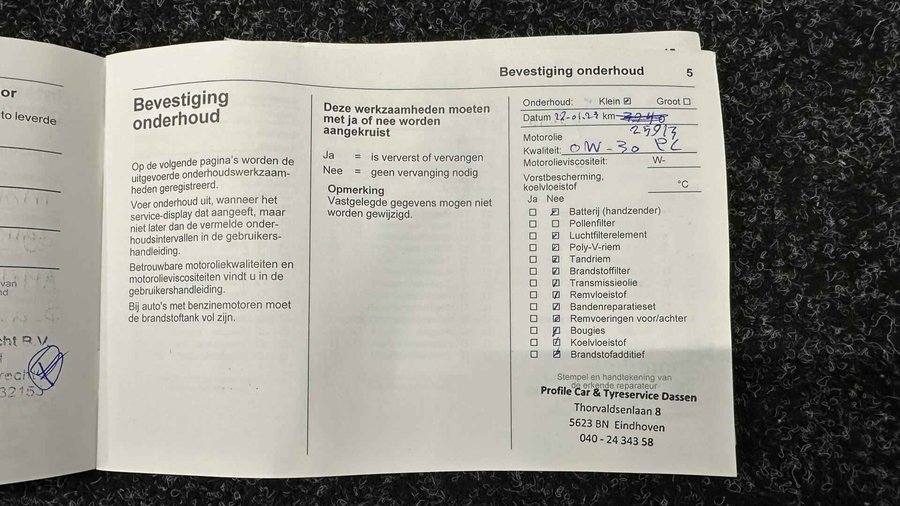 or
to leverde
van
nd
cht B.V.
recht
32153
Bevestiging
onderhoud
Op de volgende pagina's worden de
uitgevoerde onderhoudswerkzaam-
heden geregistreerd.
Voer onderhoud uit, wanneer het
service-display dat aangeeft, maar
niet later dan de vermelde onder-
houdsintervallen in de gebruikers-
handleiding.
Betrouwbare motoroliekwaliteiten en
motorolieviscositeiten vindt u in de
gebruikershandleiding.
Bij auto's met benzinemotoren moet
de brandstoftank vol zijn.
Deze werkzaamheden moeten
met ja of nee worden
aangekruist
Ja = is ververst of vervangen
Nee = geen vervanging nodig
Opmerking
Vastgelegde gegevens mogen niet
worden gewijzigd.
Bevestiging onderhoud 5
Onderhoud: Klein ☑ Groot ☐
Datum km
Motorolie
Kwaliteit: 0W-30
Motorolieviscositeit: W-
Vorstbescherming,
koelvloeistof °C
Ja Nee
☐ ☑ Batterij (handzender)
☐ ☐ Pollenfilter
☐ ☑ Luchtfilterelement
☐ ☑ Poly-V-riem
☐ ☑ Tandriem
☐ ☑ Brandstoffilter
☐ ☑ Transmissieolie
☐ ☑ Remvloeistof
☐ ☑ Bandenreparatieset
☐ ☑ Remvoeringen voor/achter
☐ ☑ Bougies
☐ ☑ Koelvloeistof
☐ ☑ Brandstofadditief
Stempel en handtekening van
de erkende reparateur
Profile Car & Tyreservice Dassen
Thorvaldsenlaan 8
5623 BN Eindhoven
040 - 24 343 58